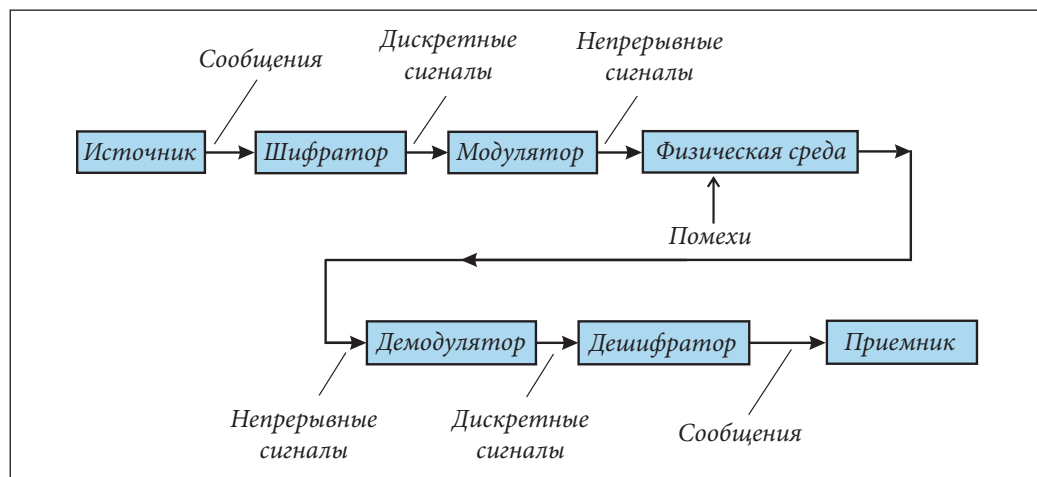 Сообщения
Дискретные
сигналы
Непрерывные
сигналы
Источник
Шифратор
Модулятор
Физическая среда
Помехи
Демодулятор
Дешифратор
Приемник
Непрерывные
сигналы
Дискретные
сигналы
Сообщения